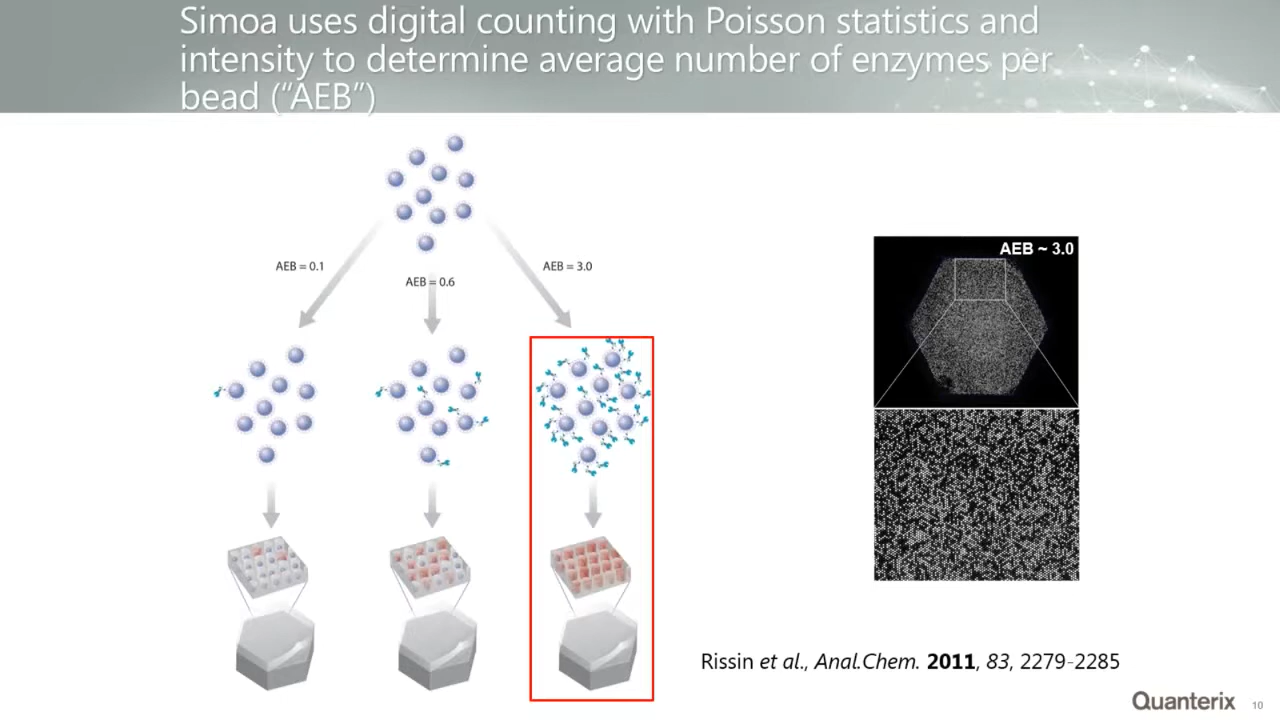 Simoa uses digital counting with Poisson statistics and
intensity to determine average number of enzymes per
bead (“AEB”)
AEB = 0.1
AEB = 0.6
AEB = 3.0
AEB ~ 3.0
Rissin et al., Anal.Chem. 2011, 83, 2279-2285
Quanterix 10